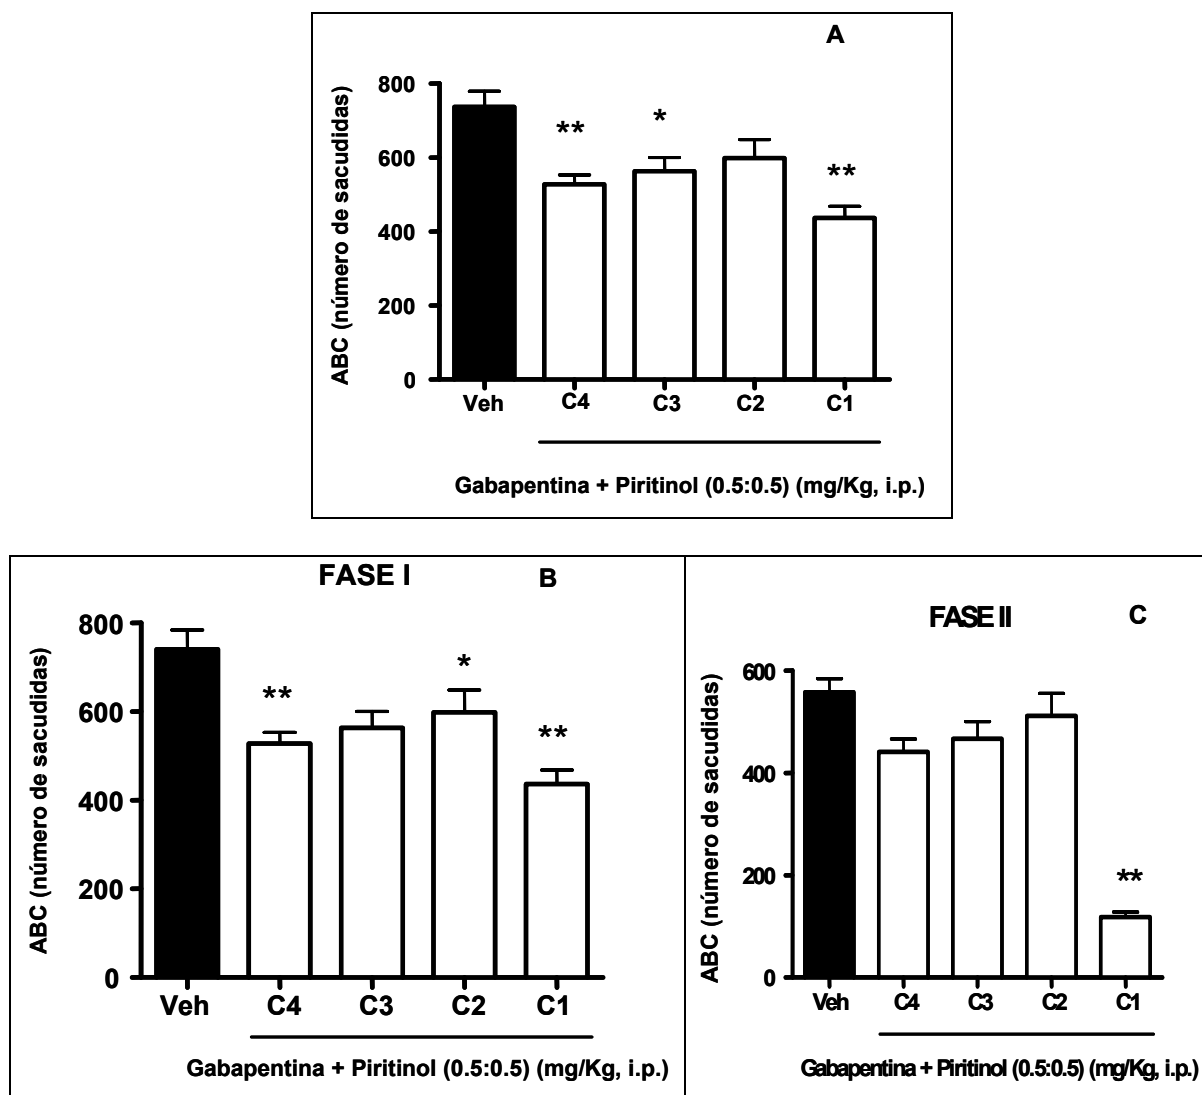 A
ABC (número de sacudidas)
800
600
400
200
0
**
*
**
Veh C4 C3 C2 C1
Gabapentina + Piritinol (0.5:0.5) (mg/Kg, i.p.)
FASE I B
ABC (número de sacudidas)
800
600
400
200
0
**
*
**
Veh C4 C3 C2 C1
Gabapentina + Piritinol (0.5:0.5) (mg/Kg, i.p.)
FASE II C
ABC (número de sacudidas)
600
400
200
0
**
Veh C4 C3 C2 C1
Gabapentina + Piritinol (0.5:0.5) (mg/Kg, i.p.)